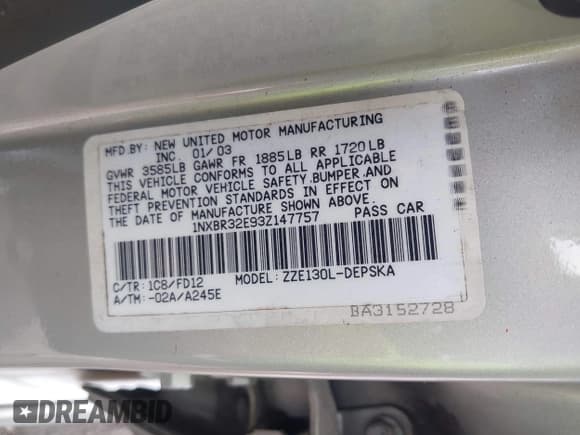 MFD.BY: NEW UNITED MOTOR MANUFACTURING
INC. 01/03
GVWR 3585LB GAWR FR 1885LB RR 1720LB
THIS VEHICLE CONFORMS TO ALL APPLICABLE
FEDERAL MOTOR VEHICLE SAFETY,BUMPER,AND
THEFT PREVENTION STANDARDS IN EFFECT ON
THE DATE OF MANUFACTURE SHOWN ABOVE.
1NXBR32E93Z147757 PASS CAR
C/TR:1C8/FD12 MODEL:ZZE130L-DEPSKA
A/TM:-02A/A245E
BA3152728
DREAMBID